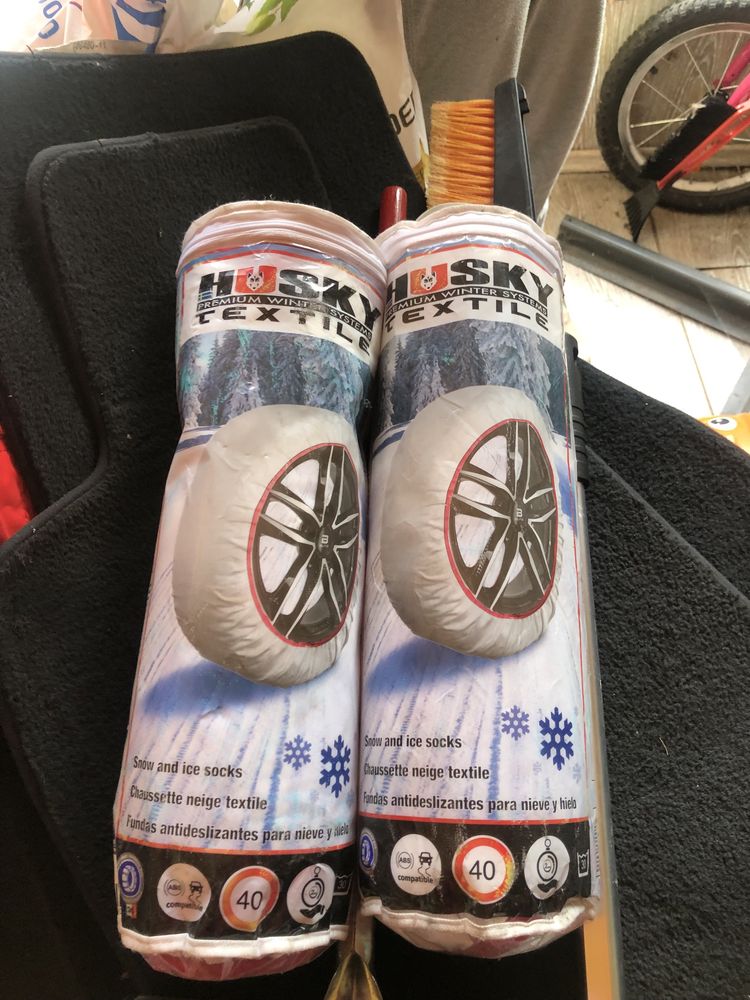 HUSKY
PREMIUM WINTER SYSTEMS
TEXTILE
Snow and ice socks
Chaussette neige textile
Fundas antideslizantes para nieve y hielo
ABS
compatible
40
30
HUSKY
PREMIUM WINTER SYSTEMS
TEXTILE
Snow and ice socks
Chaussette neige textile
Fundas antideslizantes para nieve y hielo
ABS
compatible
40
30